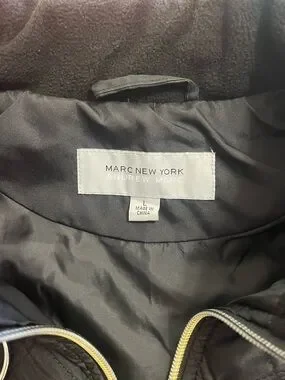 MARC NEW YORK
ANDREW MARC
L
MADE IN
CHINA